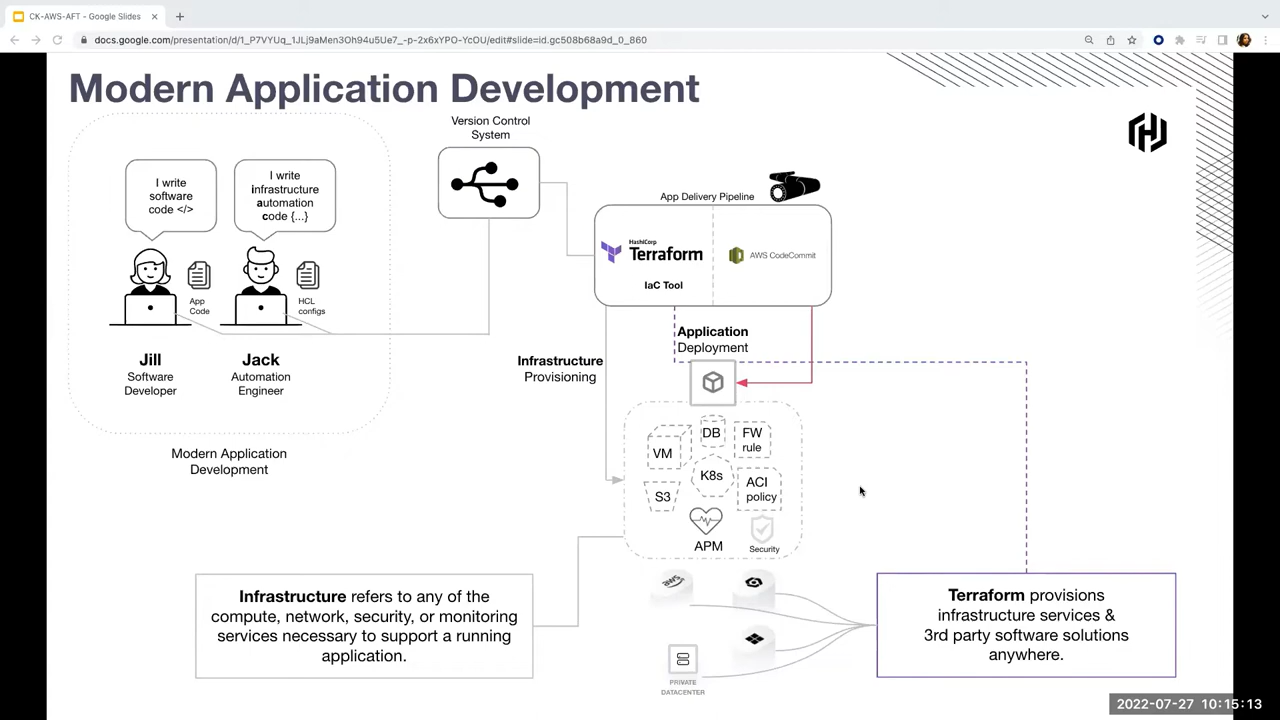 CK-AWS-AFT - Google Slides
docs.google.com/presentation/d/1_P7VYUq_1JLj9aMen3Oh94u5Ue7_-p-2x6xYPrI-YctOU/edit#slide=id.gc508b68a9d_0_860
Modern Application Development
Version Control
System
I write
software
code </>
I write
infrastructure
automation
code {...}
App Delivery Pipeline
HashiCorp
Terraform
IaC Tool
AWS CodeCommit
App
Code
HCL
configs
Jill
Software
Developer
Jack
Automation
Engineer
Modern Application
Development
Infrastructure
Provisioning
Application
Deployment
VM
DB
FW
rule
K8s
S3
ACI
policy
APM
Security
aws
PRIVATE
DATACENTER
Infrastructure refers to any of the
compute, network, security, or monitoring
services necessary to support a running
application.
Terraform provisions
infrastructure services &
3rd party software solutions
anywhere.
2022-07-27 10:15:13